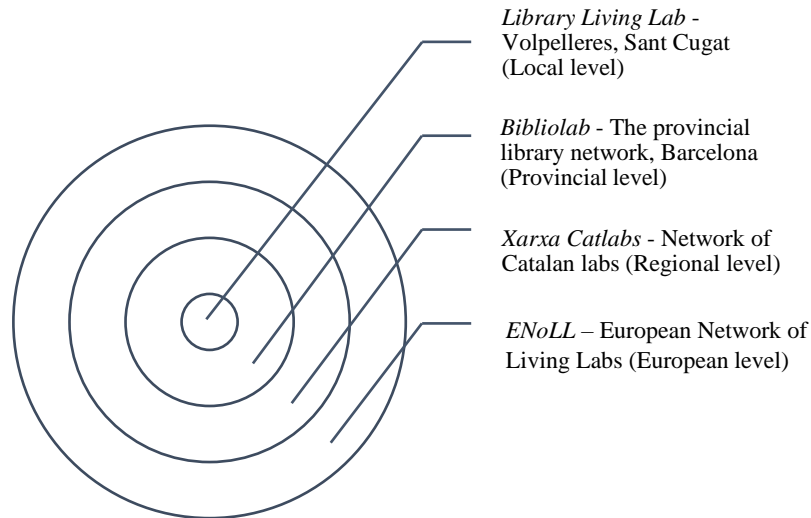 Library Living Lab -
Volpelleres, Sant Cugat
(Local level)
Bibliolab - The provincial
library network, Barcelona
(Provincial level)
Xarxa Catlabs - Network of
Catalan labs (Regional level)
ENoLL – European Network of
Living Labs (European level)